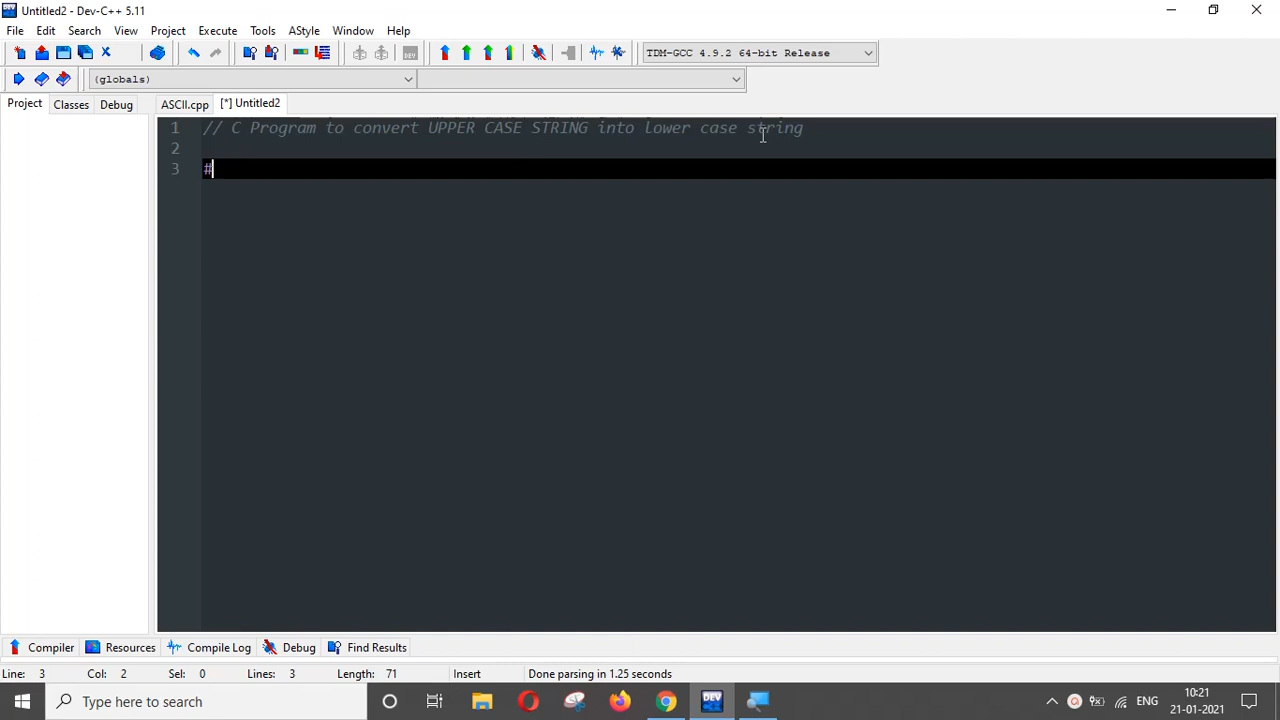 Untitled2 - Dev-C++ 5.11
File Edit Search View Project Execute Tools AStyle Window Help
TDM-GCC 4.9.2 64-bit Release
(globals)
Project Classes Debug ASCII.cpp [*] Untitled2
1 // C Program to convert UPPER CASE STRING into lower case string
2
3 #
Compiler Resources Compile Log Debug Find Results
Line: 3 Col: 2 Sel: 0 Lines: 3 Length: 71 Insert Done parsing in 1.25 seconds
Type here to search DEV ENG 10:21
21-01-2021